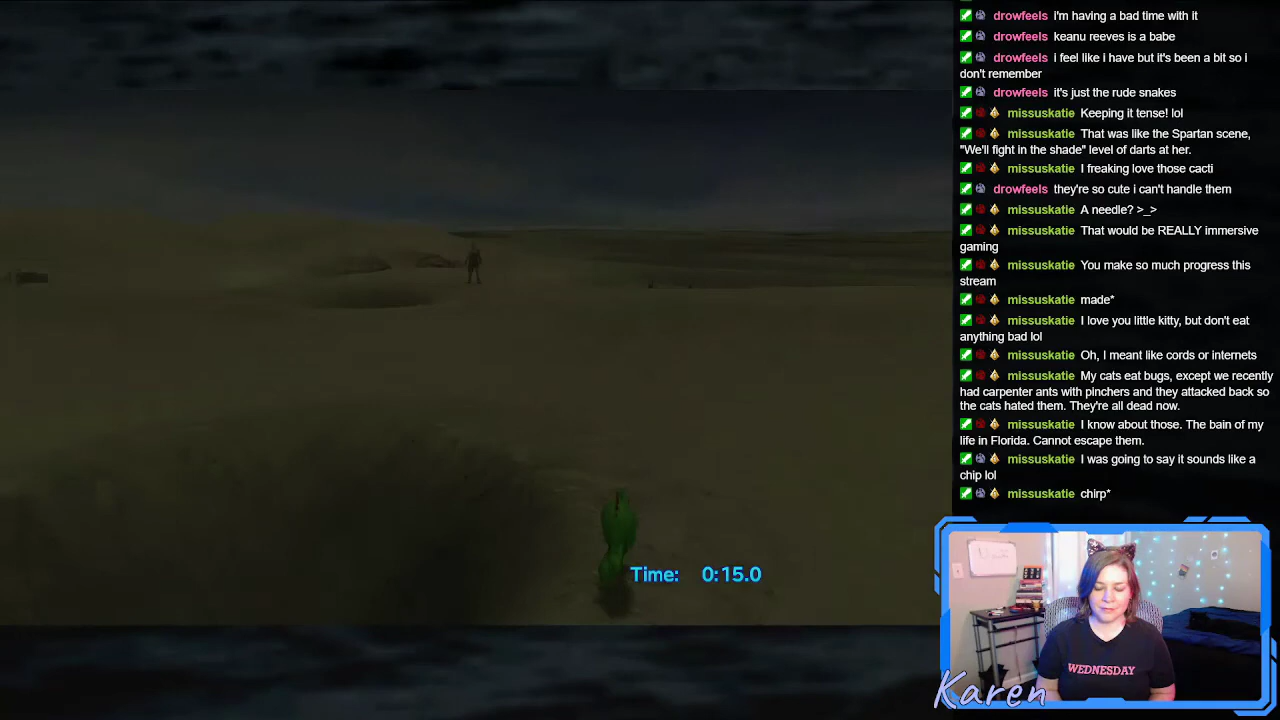 drowfeels i'm having a bad time with it
drowfeels keanu reeves is a babe
drowfeels i feel like i have but it's been a bit so i
don't remember
drowfeels it's just the rude snakes
missuskatie Keeping it tense! lol
missuskatie That was like the Spartan scene,
"We'll fight in the shade" level of darts at her.
missuskatie I freaking love those cacti
drowfeels they're so cute i can't handle them
missuskatie A needle? >_>
missuskatie That would be REALLY immersive
gaming
missuskatie You make so much progress this
stream
missuskatie made*
missuskatie I love you little kitty, but don't eat
anything bad lol
missuskatie Oh, I meant like cords or internets
missuskatie My cats eat bugs, except we recently
had carpenter ants with pinchers and they attacked back so
the cats hated them. They're all dead now.
missuskatie I know about those. The bain of my
life in Florida. Cannot escape them.
missuskatie I was going to say it sounds like a
chip lol
missuskatie chirp*
Time: 0:15.0
WEDNESDAY
Karen